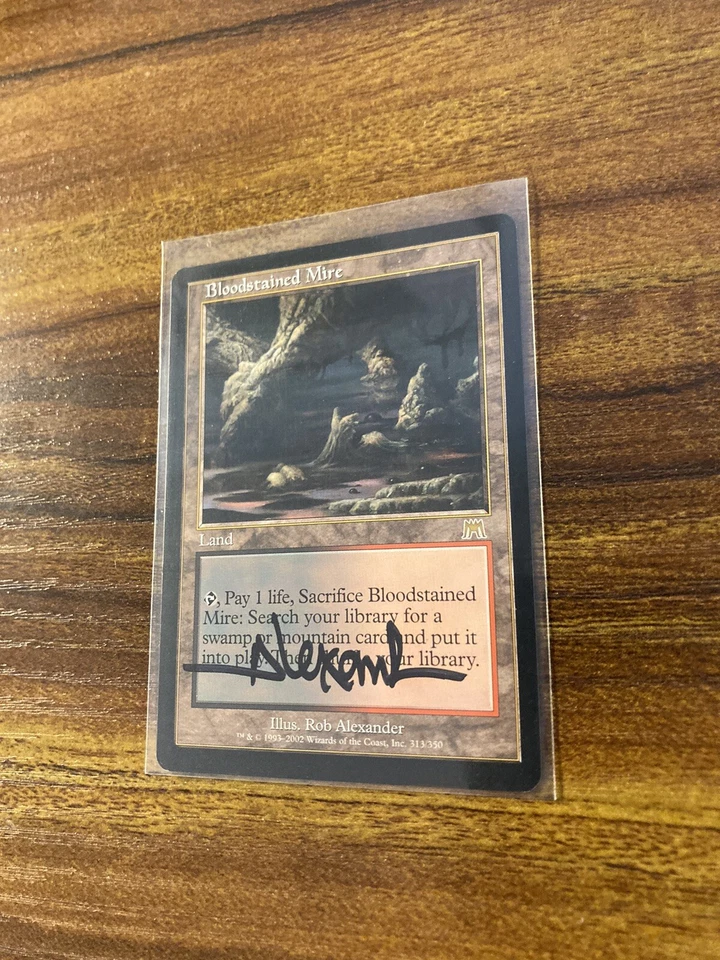 Bloodstained Mire
Land
, Pay 1 life, Sacrifice Bloodstained
Mire: Search your library for a
swamp or mountain card and put it
into play. Then your library.
Illus. Rob Alexander
™ & © 1993-2002 Wizards of the Coast, Inc. 313/350